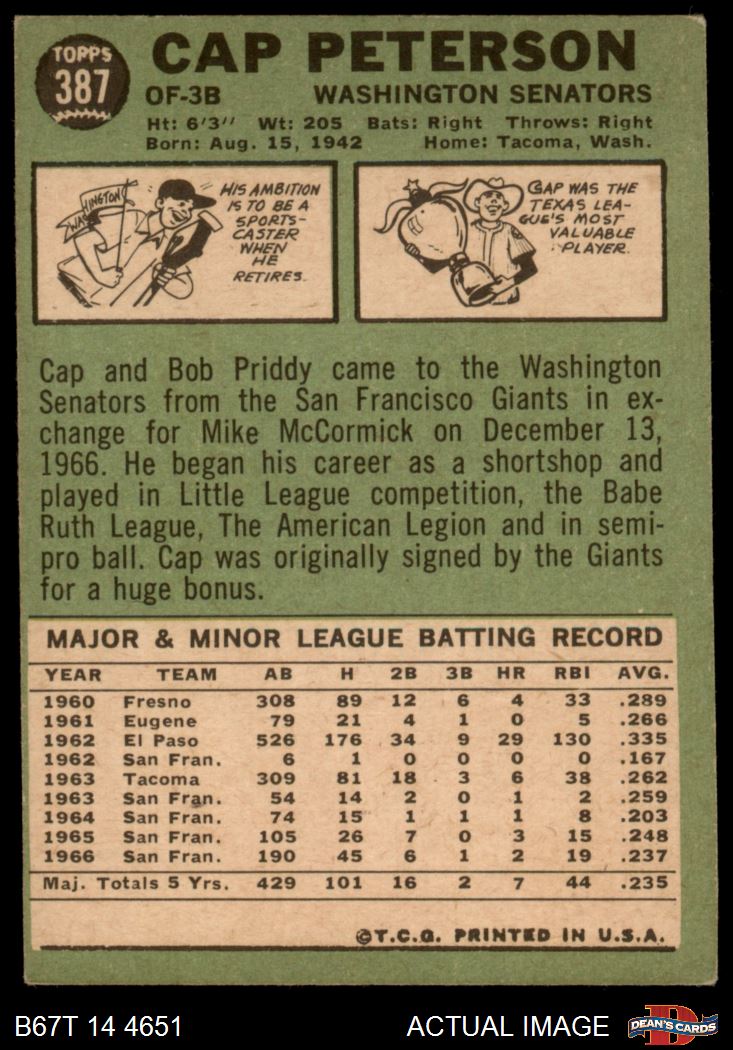 TOPPS
387
CAP PETERSON
OF-3B WASHINGTON SENATORS
Ht: 6'3" Wt: 205 Bats: Right Throws: Right
Born: Aug. 15, 1942 Home: Tacoma, Wash.
WASHINGTON
HIS AMBITION
IS TO BE A
SPORTS-
CASTER
WHEN
HE
RETIRES.
CAP WAS THE
TEXAS LEA-
GUE'S MOST
VALUABLE
PLAYER.
Cap and Bob Priddy came to the Washington
Senators from the San Francisco Giants in ex-
change for Mike McCormick on December 13,
1966. He began his career as a shortshop and
played in Little League competition, the Babe
Ruth League, The American Legion and in semi-
pro ball. Cap was originally signed by the Giants
for a huge bonus.
MAJOR & MINOR LEAGUE BATTING RECORD
YEAR TEAM AB H 2B 3B HR RBI AVG.
1960 Fresno 308 89 12 6 4 33 .289
1961 Eugene 79 21 4 1 0 5 .266
1962 El Paso 526 176 34 9 29 130 .335
1962 San Fran. 6 1 0 0 0 0 .167
1963 Tacoma 309 81 18 3 6 38 .262
1963 San Fran. 54 14 2 0 1 2 .259
1964 San Fran. 74 15 1 1 1 8 .203
1965 San Fran. 105 26 7 0 3 15 .248
1966 San Fran. 190 45 6 1 2 19 .237
Maj. Totals 5 Yrs. 429 101 16 2 7 44 .235
©T.C.G. PRINTED IN U.S.A.
B67T 14 4651 ACTUAL IMAGE DEAN'S CARDS